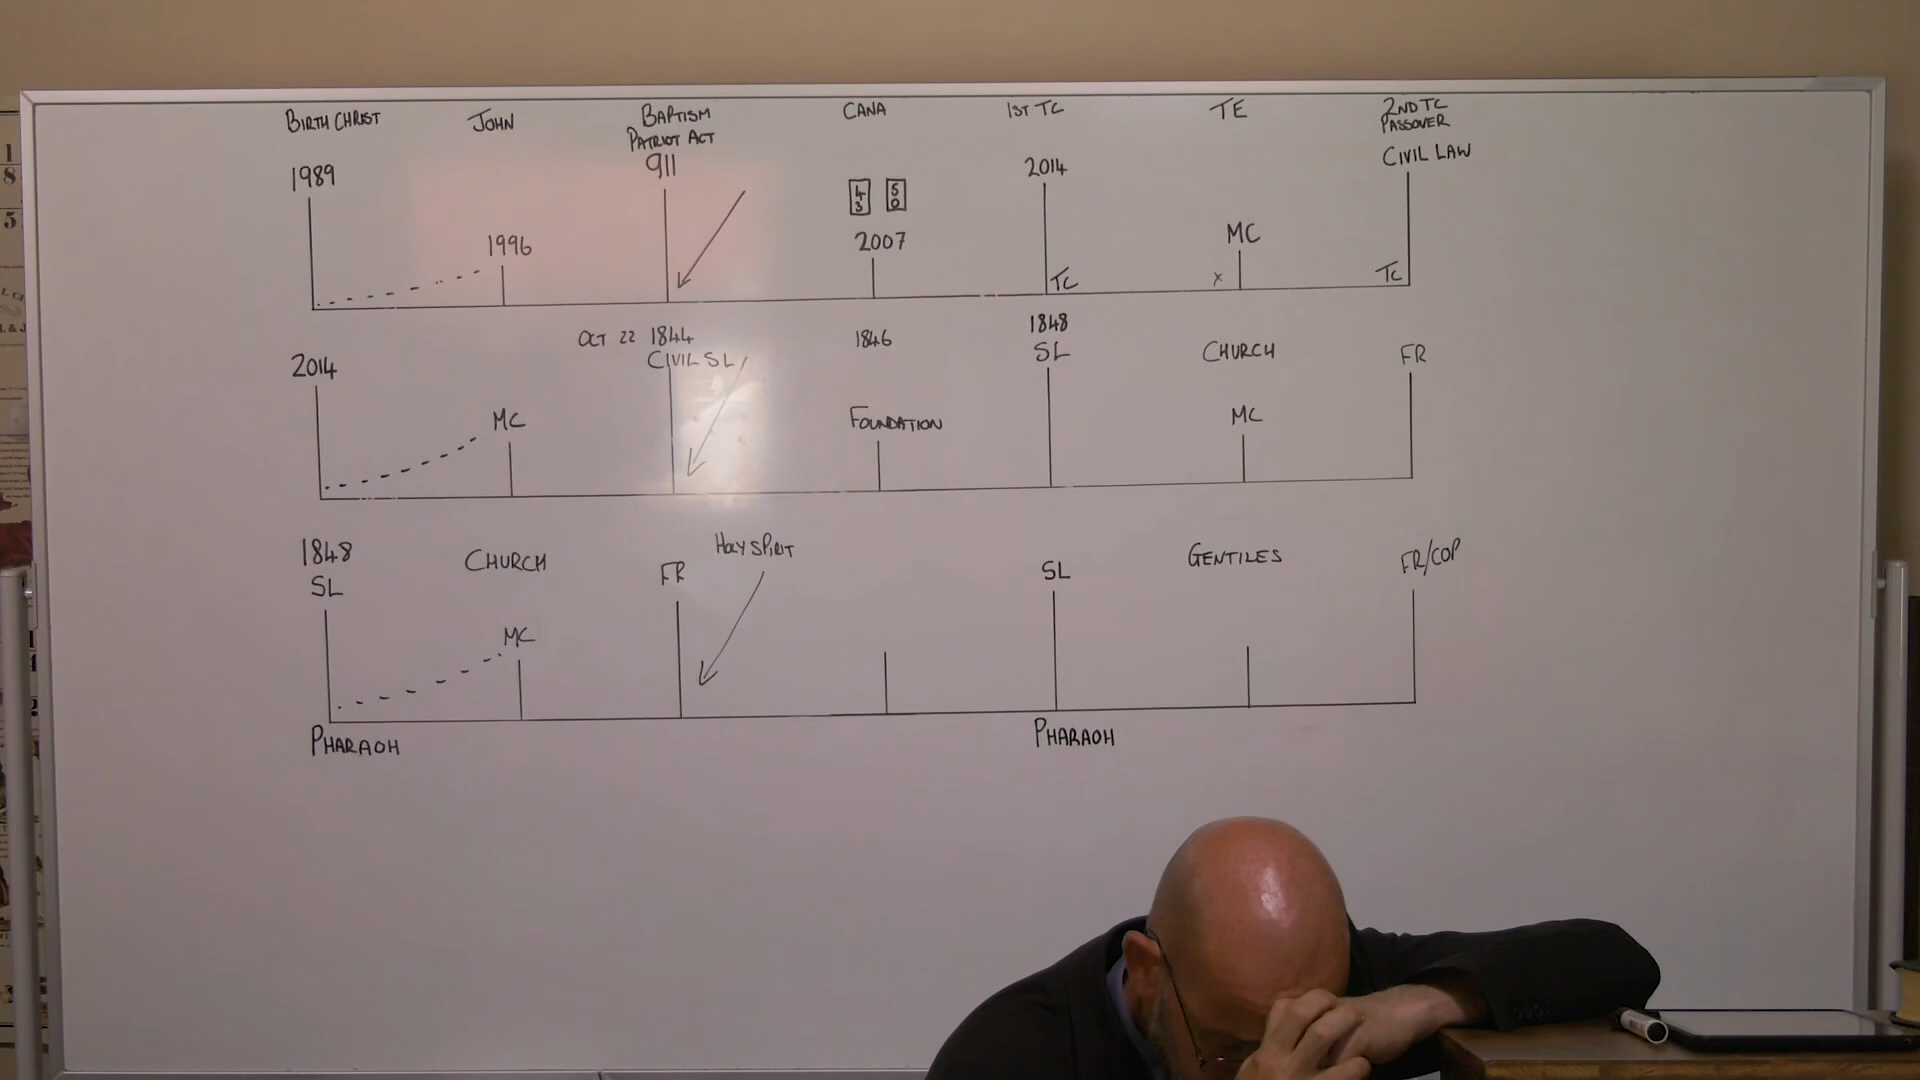 BIRTH CHRIST
JOHN
BAPTISM
PATRIOT ACT
911
CANA
1ST TC
TE
2ND TC
PASSOVER
CIVIL LAW
1989
1996
43
50
2007
2014
TC
x
MC
TC
2014
MC
OCT 22 1844
CIVIL SL
1846
FOUNDATION
1848
SL
CHURCH
MC
FR
1848
SL
CHURCH
MC
FR
HOLY SPIRIT
SL
GENTILES
FR/COP
PHARAOH
PHARAOH